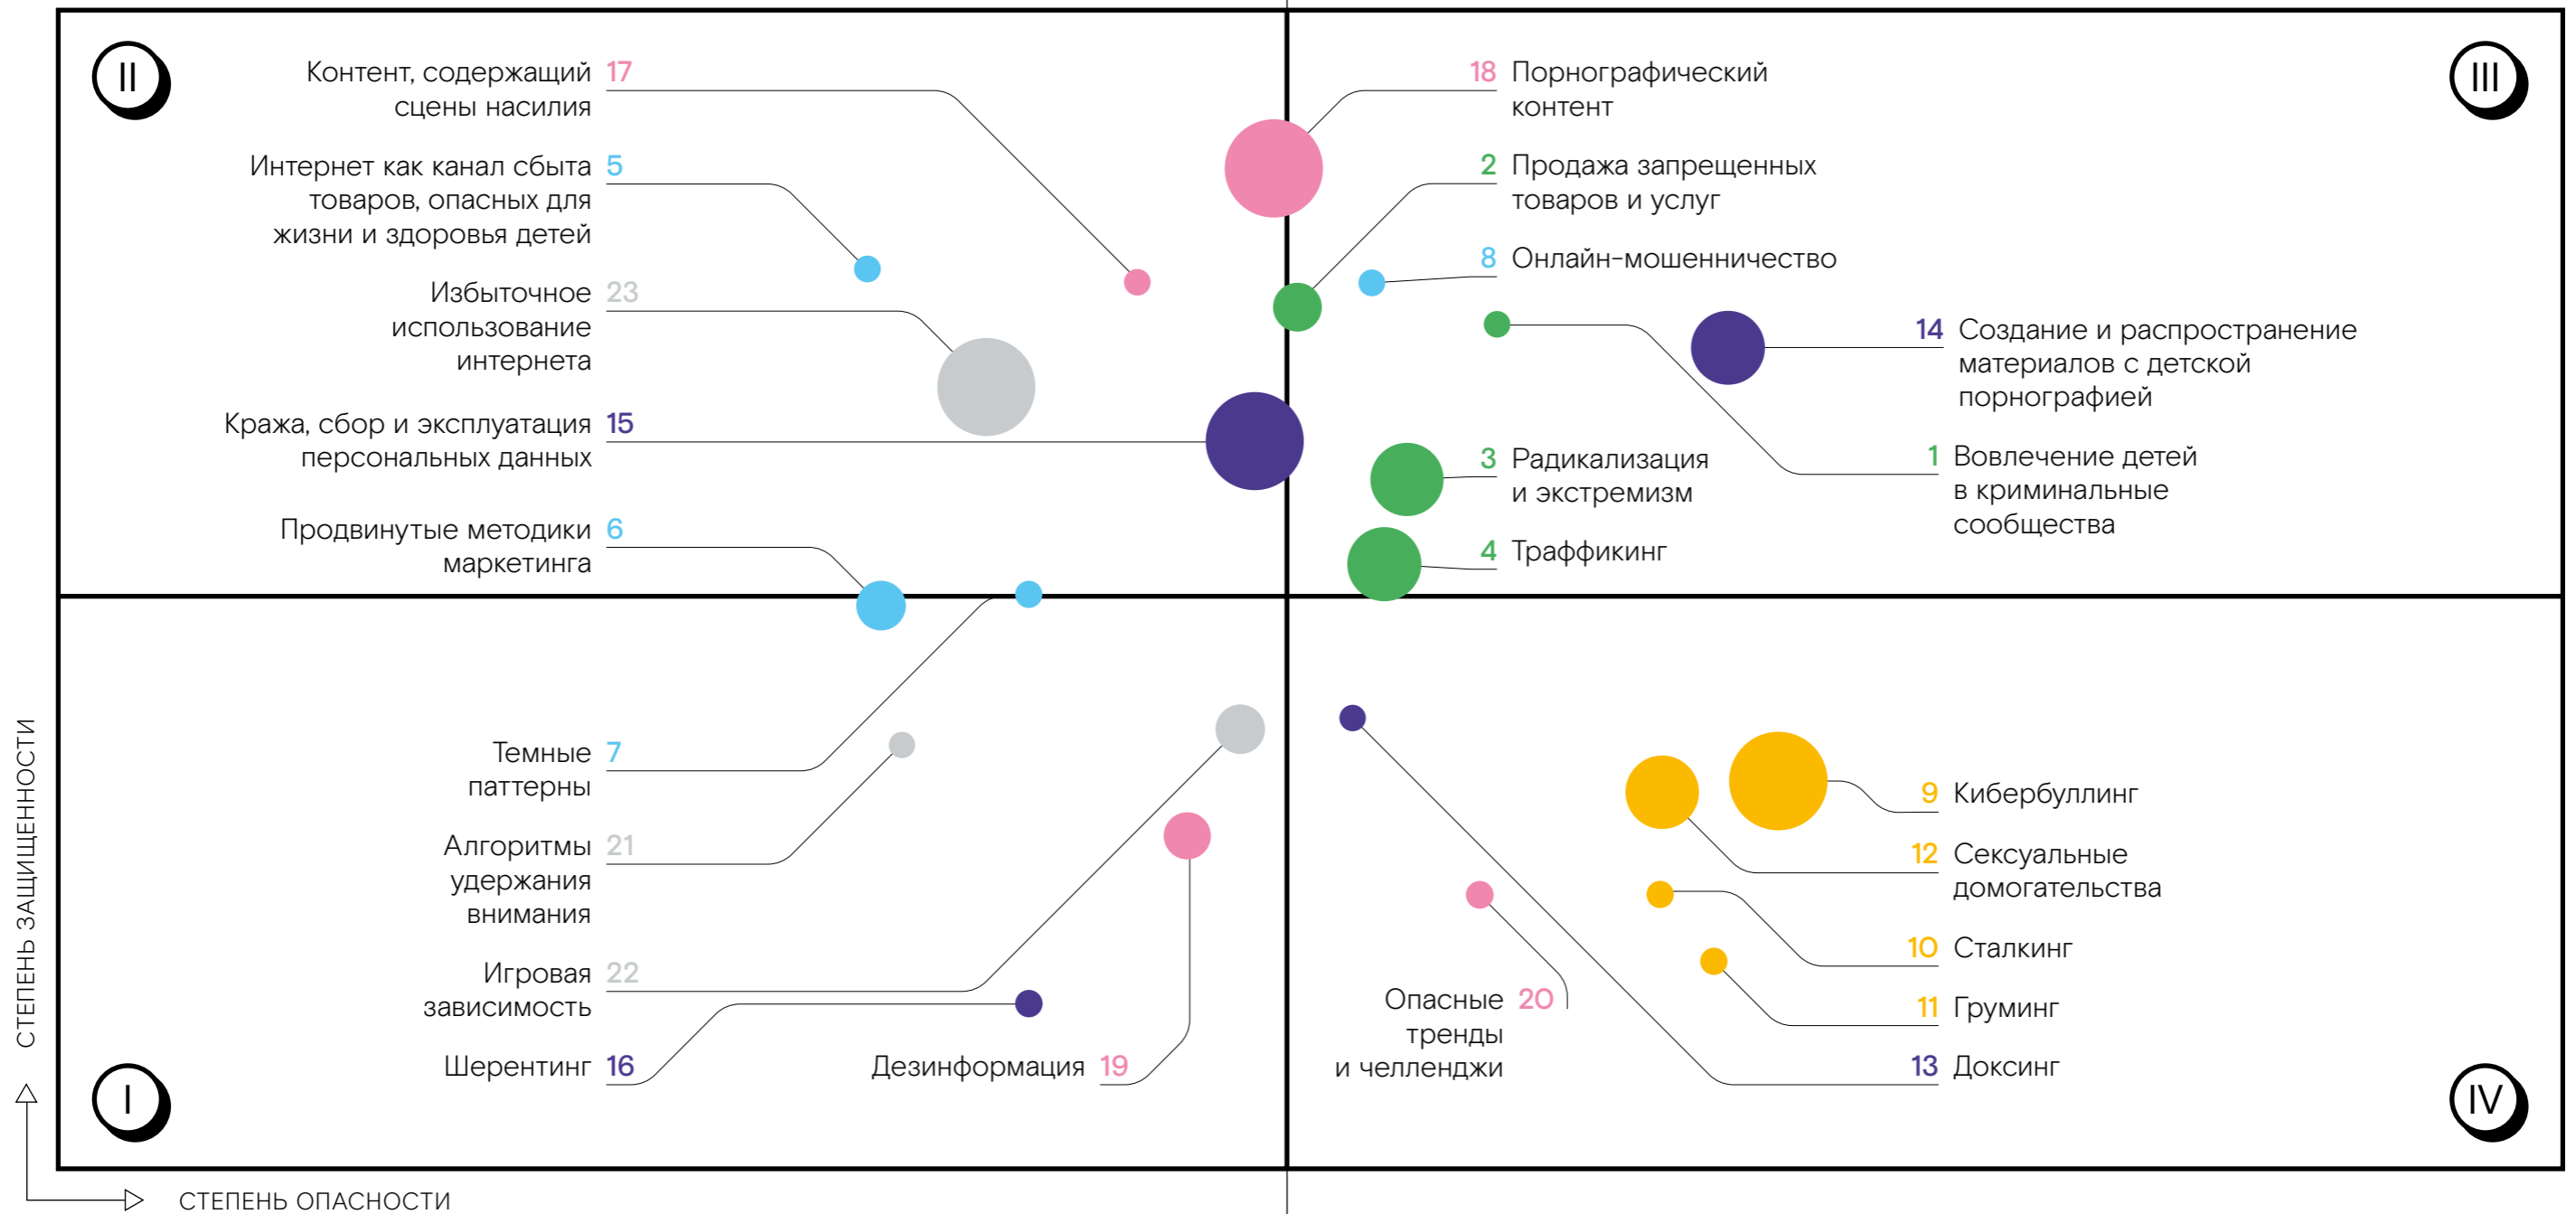 II
Контент, содержащий 17
сцены насилия
Интернет как канал сбыта 5
товаров, опасных для
жизни и здоровья детей
Избыточное 23
использование
интернета
Кража, сбор и эксплуатация 15
персональных данных
Продвинутые методики 6
маркетинга
III
18 Порнографический
контент
2 Продажа запрещенных
товаров и услуг
8 Онлайн-мошенничество
14 Создание и распространение
материалов с детской
порнографией
3 Радикализация
и экстремизм
1 Вовлечение детей
в криминальные
сообщества
4 Траффикинг
Темные 7
паттерны
Алгоритмы 21
удержания
внимания
Игровая 22
зависимость
Шерентинг 16
Дезинформация 19
I
9 Кибербуллинг
12 Сексуальные
домогательства
10 Сталкинг
Опасные 20
тренды
и челленджи
11 Груминг
13 Доксинг
IV
СТЕПЕНЬ ЗАЩИЩЕННОСТИ
СТЕПЕНЬ ОПАСНОСТИ